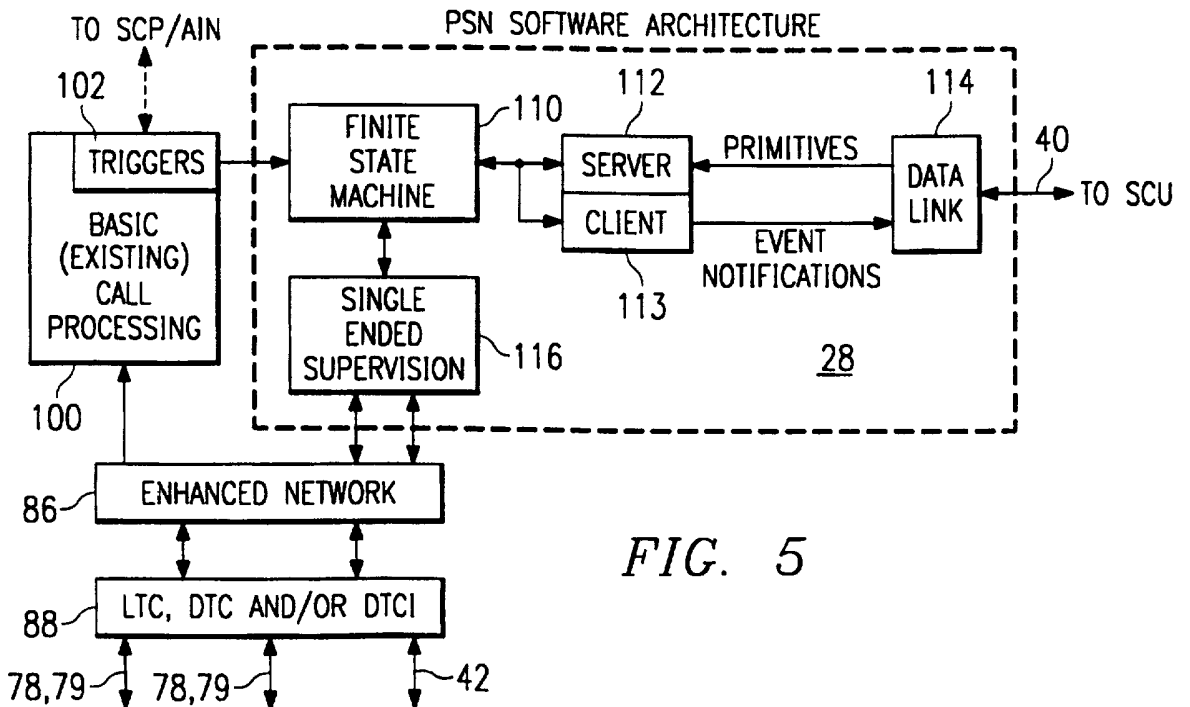 PSN SOFTWARE ARCHITECTURE
TO SCP/AIN
102
TRIGGERS
BASIC
(EXISTING)
CALL
PROCESSING
100
FINITE
STATE
MACHINE
110
112
SERVER
CLIENT
113
PRIMITIVES
EVENT
NOTIFICATIONS
114
DATA
LINK
40
TO SCU
SINGLE
ENDED
SUPERVISION
116
28
86
ENHANCED NETWORK
88
LTC, DTC AND/OR DTCI
78,79
78,79
42
FIG. 5